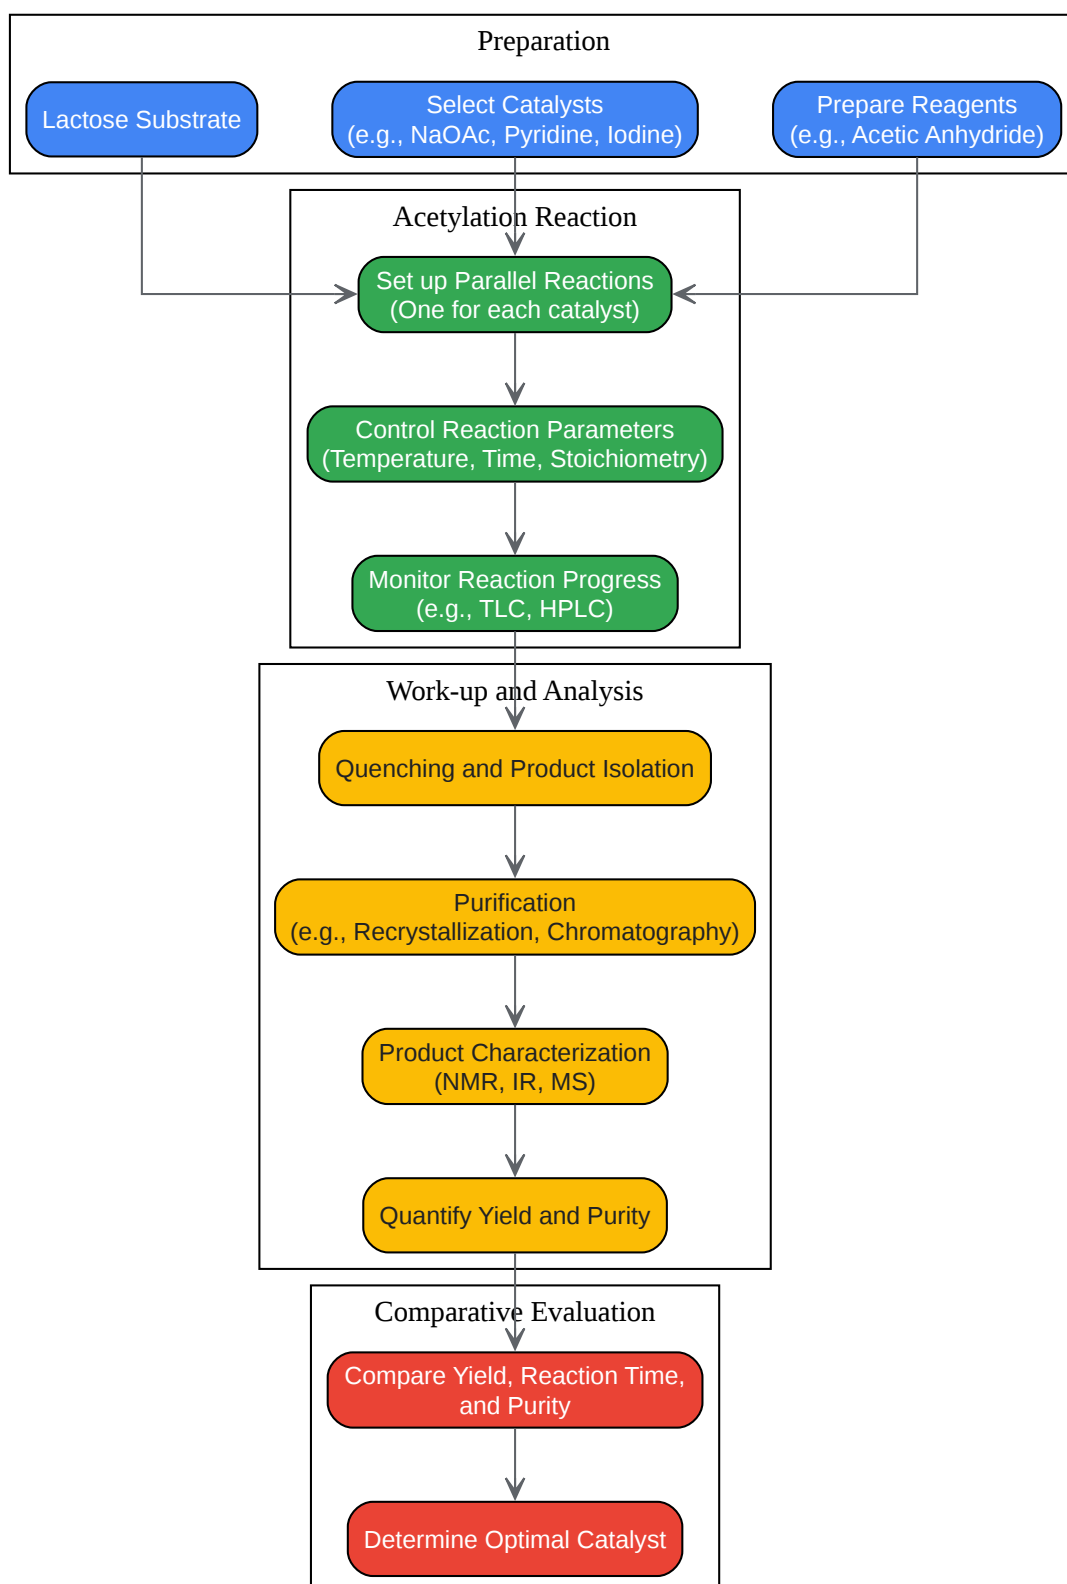 Preparation
Lactose Substrate
Select Catalysts
(e.g., NaOAc, Pyridine, Iodine)
Prepare Reagents
(e.g., Acetic Anhydride)
Acetylation Reaction
Set up Parallel Reactions
(One for each catalyst)
Control Reaction Parameters
(Temperature, Time, Stoichiometry)
Monitor Reaction Progress
(e.g., TLC, HPLC)
Work-up and Analysis
Quenching and Product Isolation
Purification
(e.g., Recrystallization, Chromatography)
Product Characterization
(NMR, IR, MS)
Quantify Yield and Purity
Comparative Evaluation
Compare Yield, Reaction Time,
and Purity
Determine Optimal Catalyst